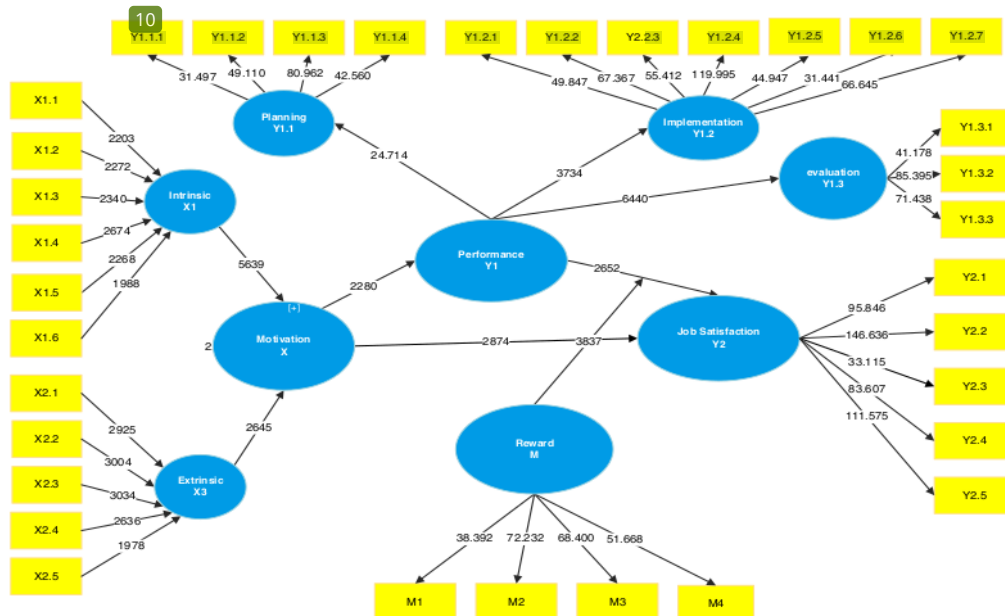 10
Y1.1.1
Y1.1.2
Y1.1.3
Y1.1.4
Y1.2.1
Y1.2.2
Y2.2.3
Y1.2.4
Y1.2.5
Y1.2.6
Y1.2.7
31.497
49.110
80.962
42.560
49.847
67.367
55.412
119.995
44.947
31.441
66.645
Planning
Y1.1
Implementation
Y1.2
evaluation
Y1.3
Y1.3.1
Y1.3.2
Y1.3.3
41.178
85.395
71.438
24.714
3734
6440
X1.1
X1.2
X1.3
X1.4
X1.5
X1.6
2203
2272
2340
2674
2268
1988
Intrinsic
X1
5639
Performance
Y1
2280
2652
[+]
2
Motivation
X
2874
3837
Job Satisfaction
Y2
95.846
146.636
33.115
83.607
111.575
Y2.1
Y2.2
Y2.3
Y2.4
Y2.5
X2.1
X2.2
X2.3
X2.4
X2.5
2925
3004
3034
2636
1978
Extrinsic
X3
2645
Reward
M
38.392
72.232
68.400
51.668
M1
M2
M3
M4